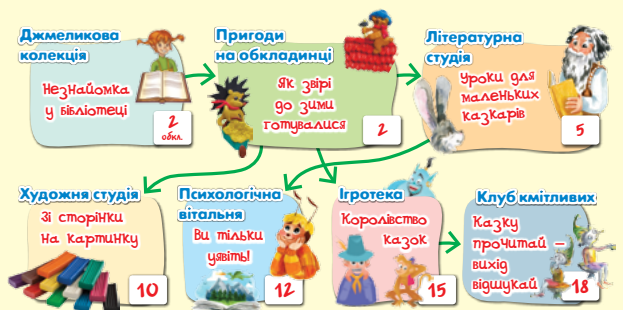 Джмеликова
колекція
Незнайомка
у бібліотеці
2
обкл.
Пригоди
на обкладинці
Як звірі
до зими
готувалися
2
Літературна
студія
Уроки для
маленьких
казкарів
5
Художня студія
Зі сторінки
на картинку
10
Психологічна
вітальня
Ви тільки
уявіть!
12
Ігротека
Королівство
казок
15
Клуб кмітливих
Казку
прочитай –
вихід
відшукай
18